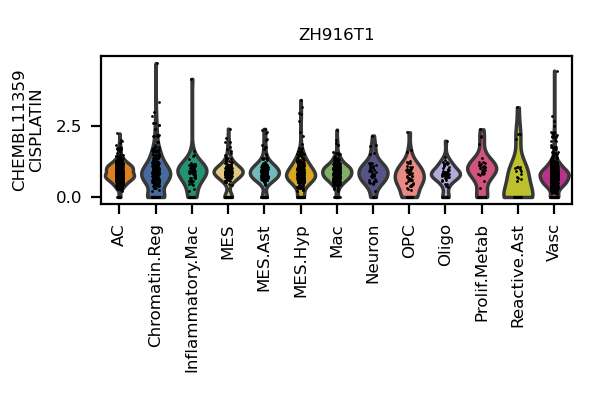 ZH916T1
CHEMBL11359
CISPLATIN
2.5
0.0
AC
Chromatin.Reg
Inflammatory.Mac
MES
MES.Ast
MES.Hyp
Mac
Neuron
OPC
Oligo
Prolif.Metab
Reactive.Ast
Vasc